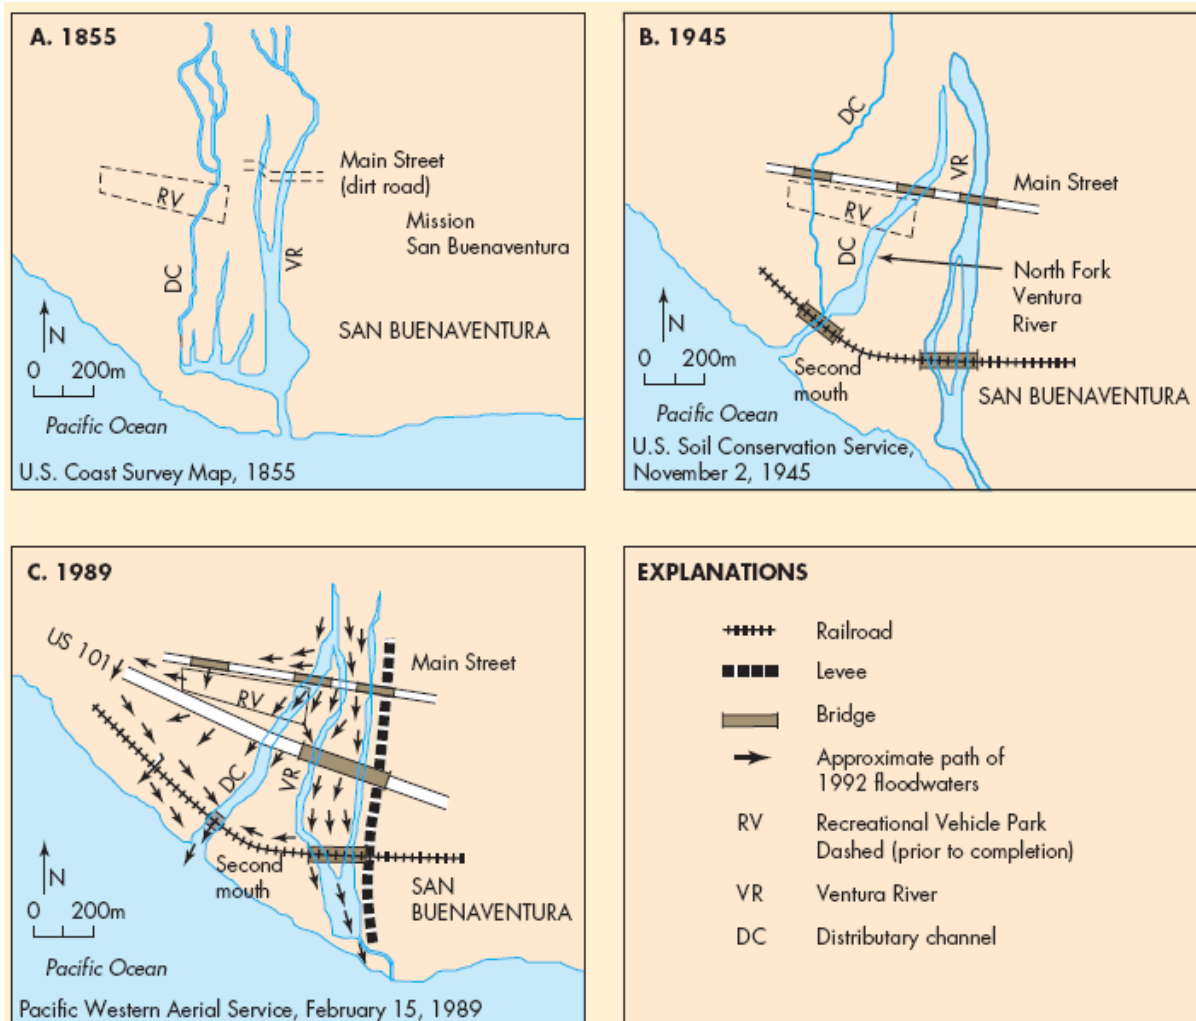 A. 1855
Main Street
(dirt road)
RV
Mission
San Buenaventura
VR
DC
SAN BUENAVENTURA
N
0 200m
Pacific Ocean
U.S. Coast Survey Map, 1855
B. 1945
DC
VR
Main Street
RV
DC
North Fork
Ventura
River
N
0 200m
Second
mouth
SAN BUENAVENTURA
Pacific Ocean
U.S. Soil Conservation Service,
November 2, 1945
C. 1989
US 101
Main Street
RV
DC
VR
Second
mouth
SAN
BUENAVENTURA
N
0 200m
Pacific Ocean
Pacific Western Aerial Service, February 15, 1989
EXPLANATIONS
Railroad
Levee
Bridge
Approximate path of
1992 floodwaters
RV Recreational Vehicle Park
Dashed (prior to completion)
VR Ventura River
DC Distributary channel